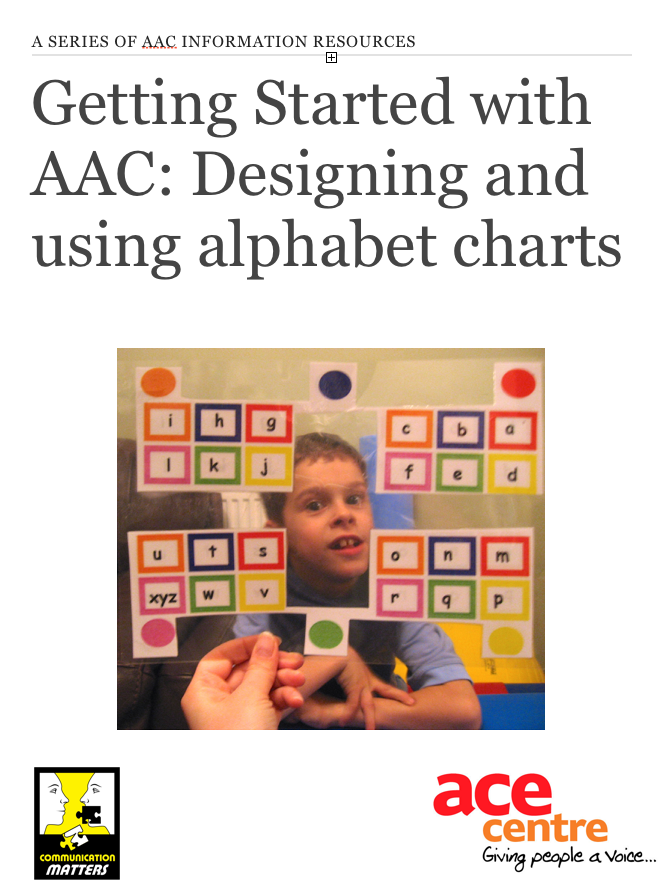 A SERIES OF AAC INFORMATION RESOURCES
Getting Started with
AAC: Designing and
using alphabet charts
i h g
c b a
l k j
f e d
u t s
o n m
xyz w v
r q p
COMMUNICATION
MATTERS
ace
centre
Giving people a voice...